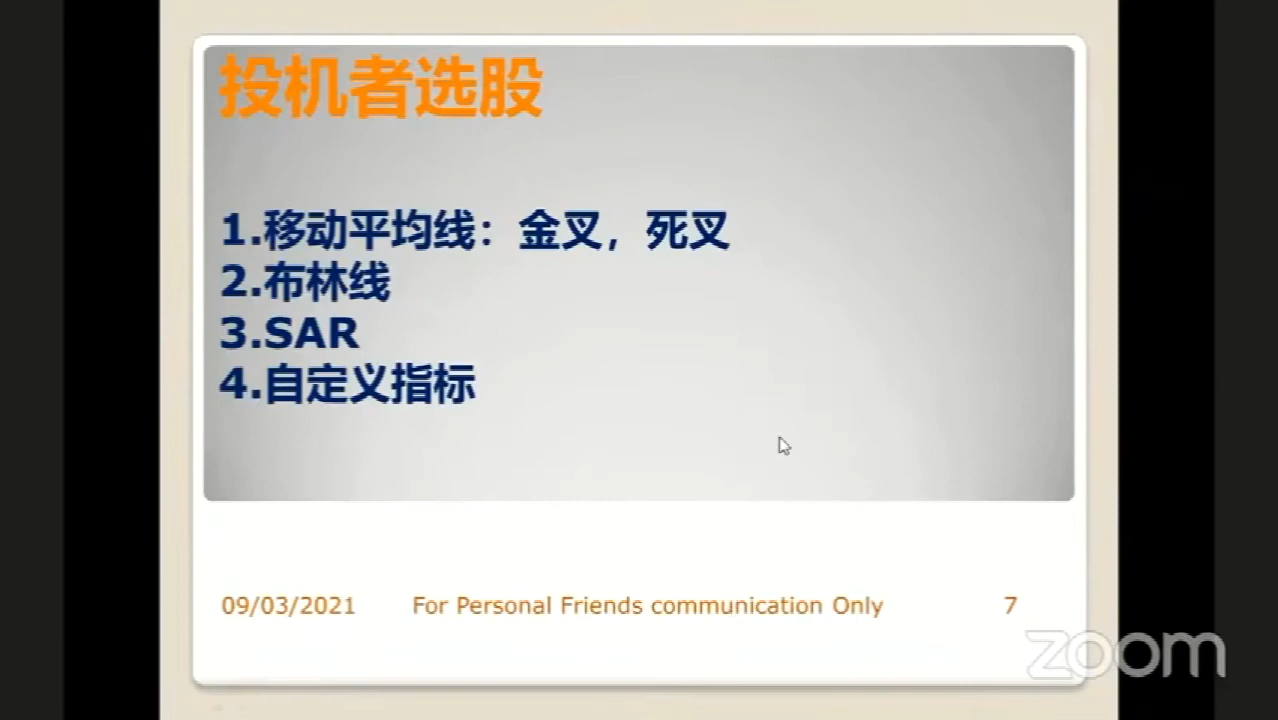 投机者选股
1.移动平均线：金叉，死叉
2.布林线
3.SAR
4.自定义指标
09/03/2021 For Personal Friends communication Only 7
zoom